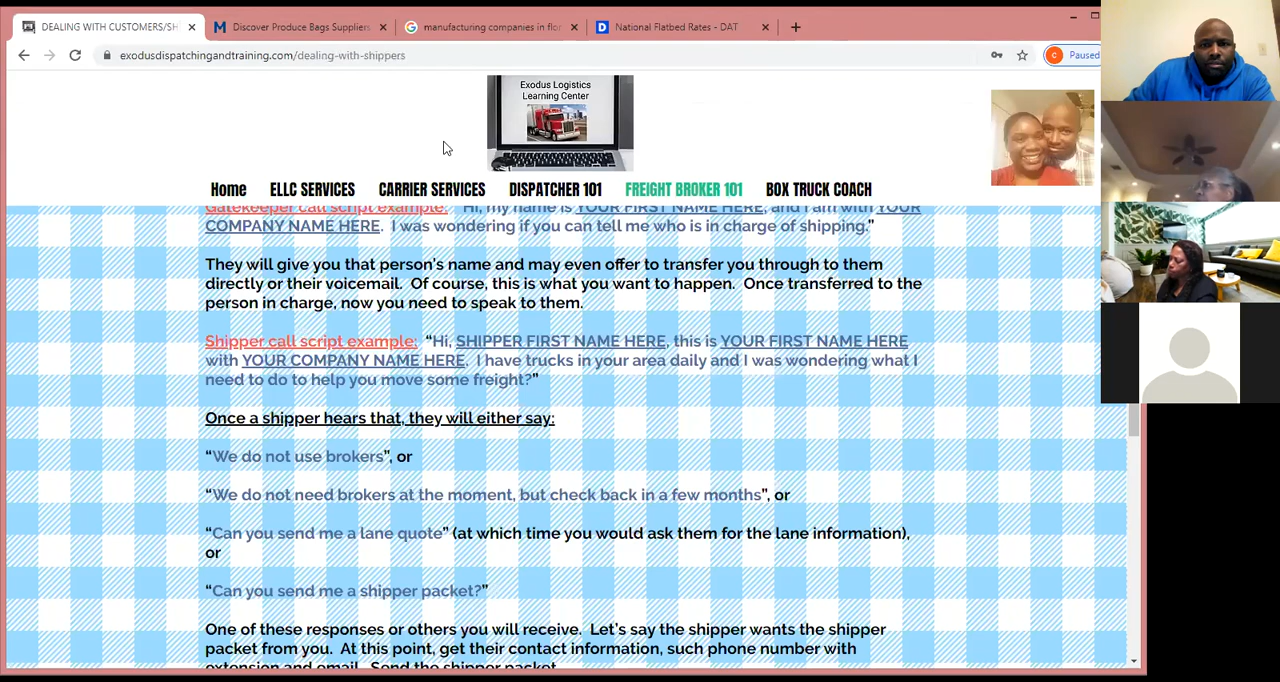 DEALING WITH CUSTOMERS/SH
Discover Produce Bags Suppliers
manufacturing companies in flor
National Flatbed Rates - DAT
exodusdispatchingandtraining.com/dealing-with-shippers
C
Paused
Exodus Logistics
Learning Center
Home
ELLC SERVICES
CARRIER SERVICES
DISPATCHER 101
FREIGHT BROKER 101
BOX TRUCK COACH
Gatekeeper call script example: "Hi, my name is YOUR FIRST NAME HERE, and I am with YOUR
COMPANY NAME HERE. I was wondering if you can tell me who is in charge of shipping.”
They will give you that person's name and may even offer to transfer you through to them
directly or their voicemail. Of course, this is what you want to happen. Once transferred to the
person in charge, now you need to speak to them.
Shipper call script example: “Hi, SHIPPER FIRST NAME HERE, this is YOUR FIRST NAME HERE
with YOUR COMPANY NAME HERE. I have trucks in your area daily and I was wondering what I
need to do to help you move some freight?”
Once a shipper hears that, they will either say:
“We do not use brokers”, or
“We do not need brokers at the moment, but check back in a few months”, or
“Can you send me a lane quote” (at which time you would ask them for the lane information),
or
“Can you send me a shipper packet?”
One of these responses or others you will receive. Let’s say the shipper wants the shipper
packet from you. At this point, get their contact information, such phone number with
extension and email. Send the shipper packet